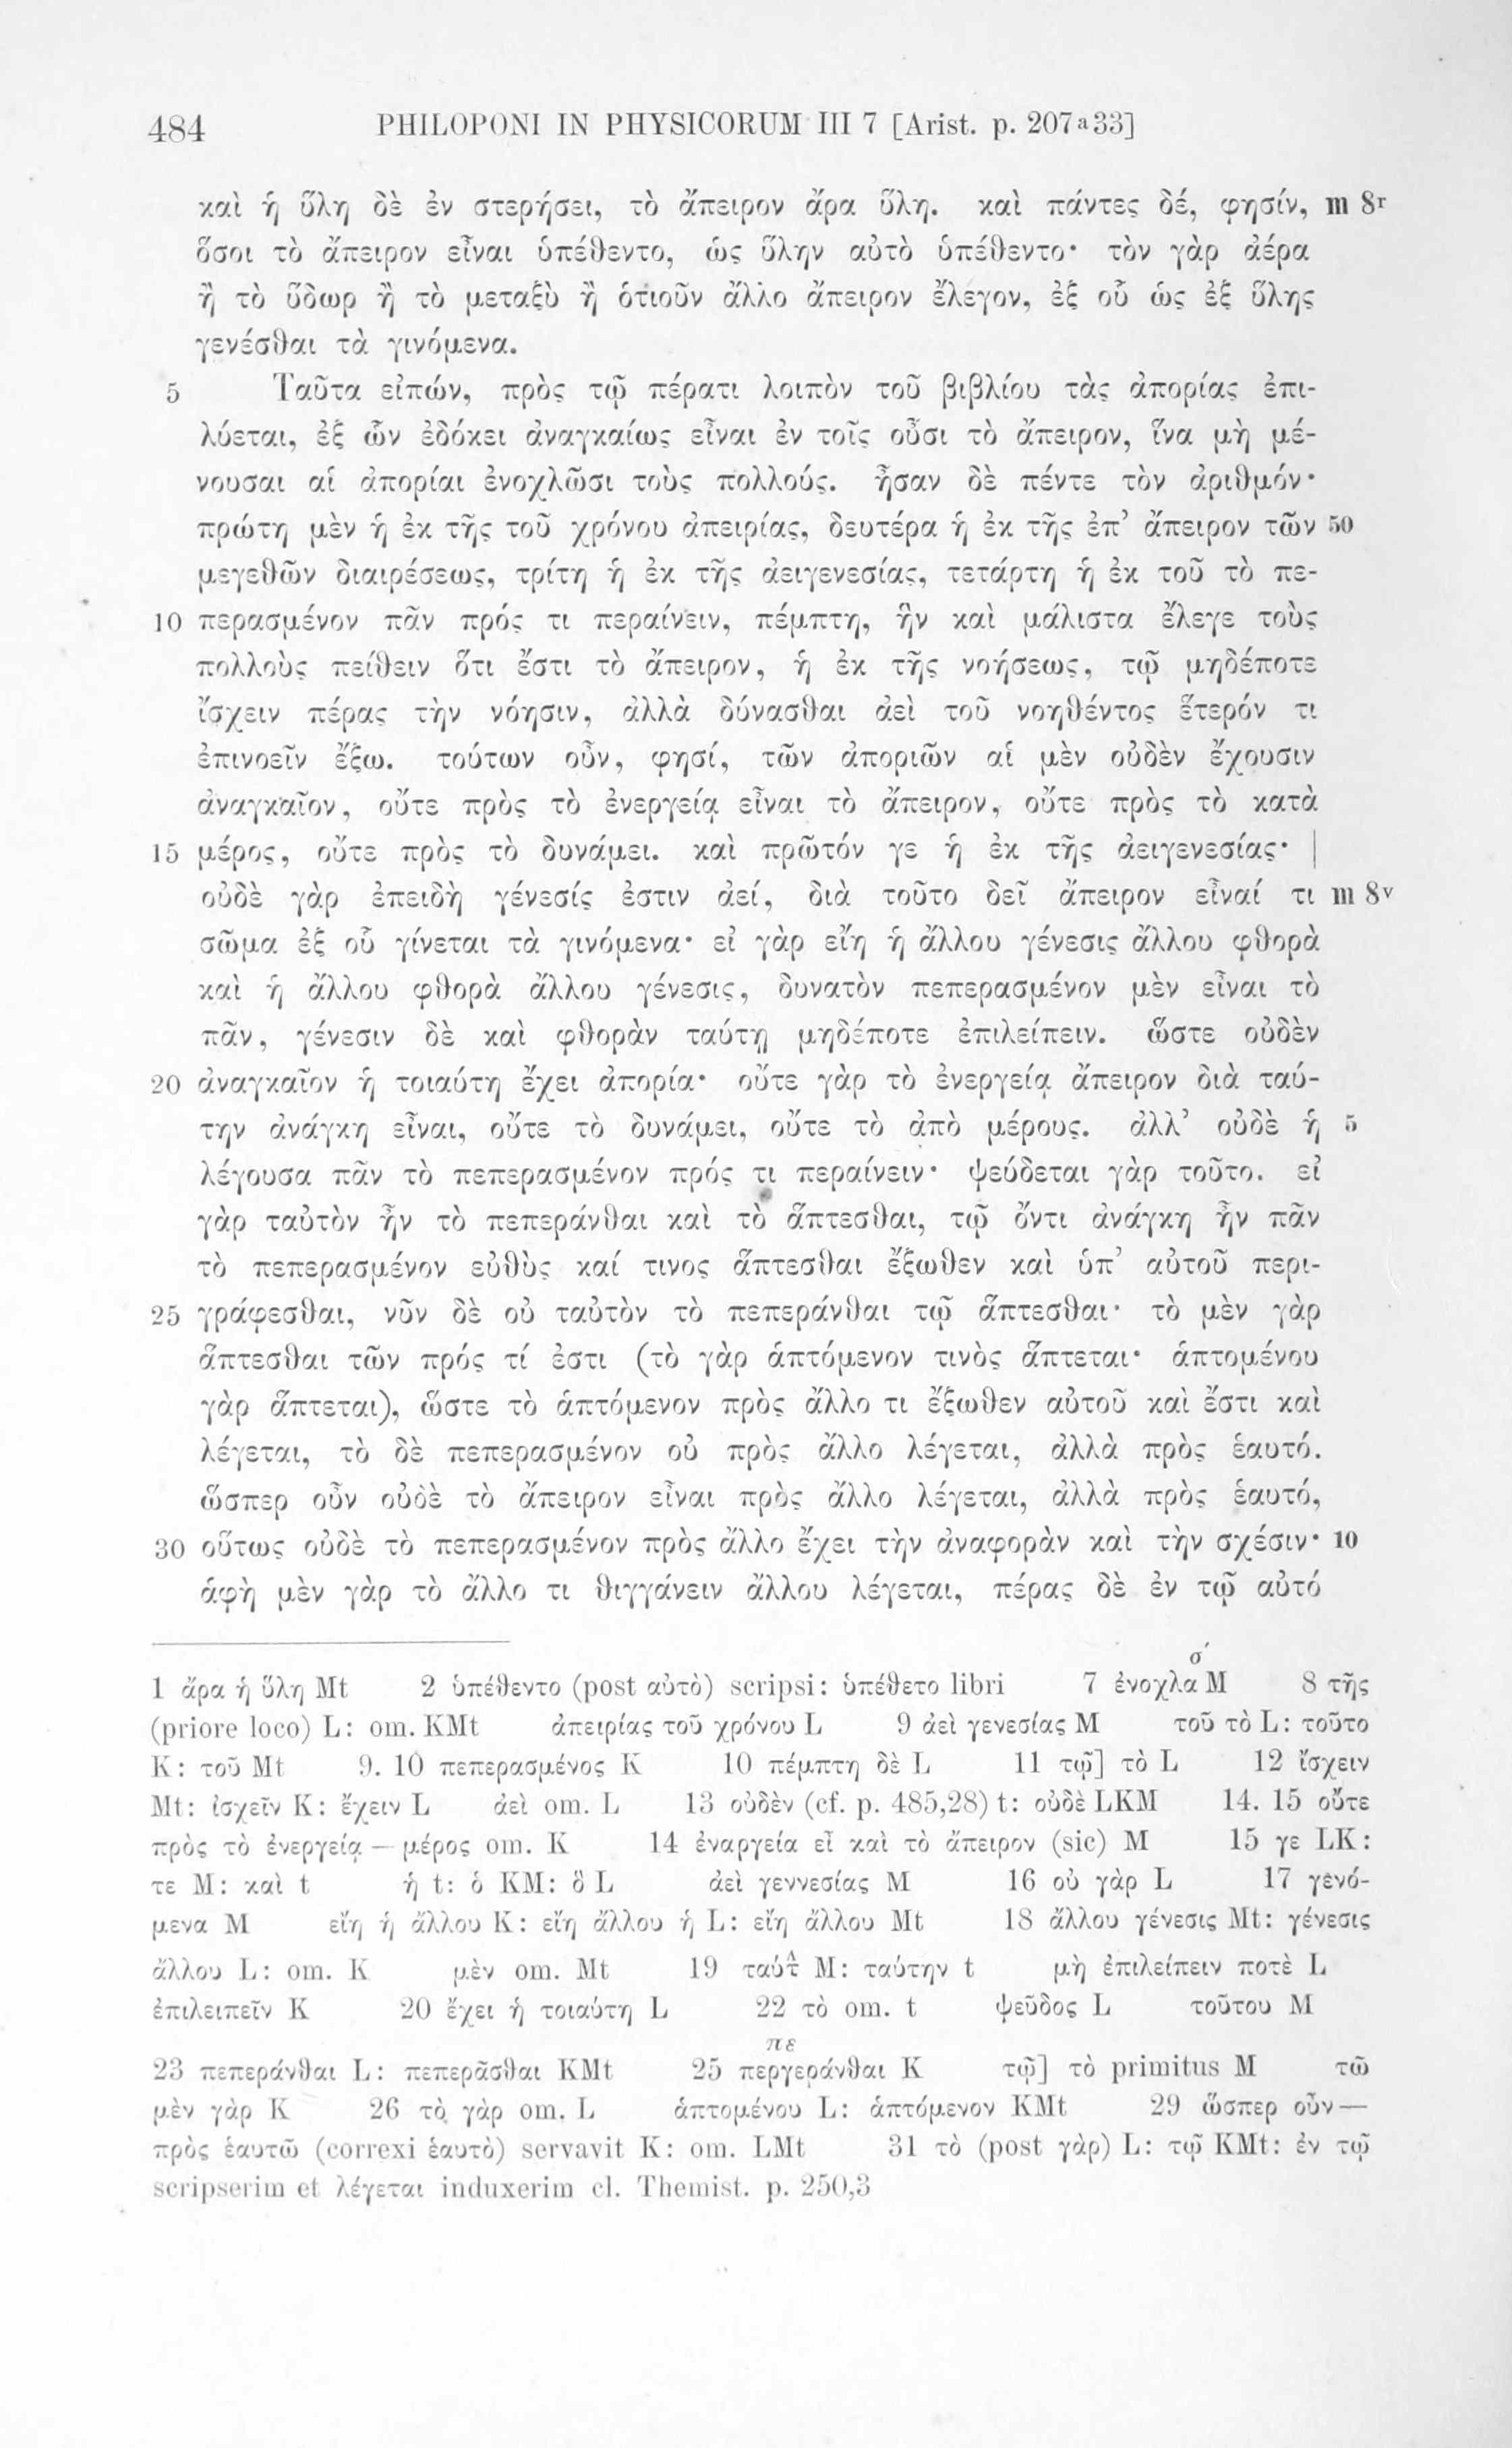 484 PHILOPONI IN PHYSICORUM III 7 [Arist. p. 207a33]
καὶ ἡ ὕλη δὲ ἐν στερήσει, τὸ ἄπειρον ἄρα ὕλη. καὶ πάντες δέ, φησίν, m 8r
ὅσοι τὸ ἄπειρον εἶναι ὑπέθεντο, ὡς ὕλην αὐτὸ ὑπέθεντο· τὸν γὰρ ἀέρα
ἢ τὸ ὕδωρ ἢ τὸ μεταξὺ ἢ ὁτιοῦν ἄλλο ἄπειρον ἔλεγον, ἐξ οὗ ὡς ἐξ ὕλης
γενέσθαι τὰ γινόμενα.
5 Ταῦτα εἰπών, πρὸς τῷ πέρατι λοιπὸν τοῦ βιβλίου τὰς ἀπορίας ἐπι-
λύεται, ἐξ ὧν ἐδόκει ἀναγκαίως εἶναι ἐν τοῖς οὖσι τὸ ἄπειρον, ἵνα μὴ μέ-
νουσαι αἱ ἀπορίαι ἐνοχλῶσι τοὺς πολλούς. ἦσαν δὲ πέντε τὸν ἀριθμόν·
πρώτη μὲν ἡ ἐκ τῆς τοῦ χρόνου ἀπειρίας, δευτέρα ἡ ἐκ τῆς ἐπ’ ἄπειρον τῶν 50
μεγεθῶν διαιρέσεως, τρίτη ἡ ἐκ τῆς ἀειγενεσίας, τετάρτη ἡ ἐκ τοῦ τὸ πε-
10 περασμένον πᾶν πρός τι περαίνειν, πέμπτη, ἣν καὶ μάλιστα ἔλεγε τοὺς
πολλοὺς πείθειν ὅτι ἔστι τὸ ἄπειρον, ἡ ἐκ τῆς νοήσεως, τῷ μηδέποτε
ἴσχειν πέρας τὴν νόησιν, ἀλλὰ δύνασθαι ἀεὶ τοῦ νοηθέντος ἕτερόν τι
ἐπινοεῖν ἔξω. τούτων οὖν, φησί, τῶν ἀποριῶν αἱ μὲν οὐδὲν ἔχουσιν
ἀναγκαῖον, οὔτε πρὸς τὸ ἐνεργείᾳ εἶναι τὸ ἄπειρον, οὔτε πρὸς τὸ κατὰ
15 μέρος, οὔτε πρὸς τὸ δυνάμει. καὶ πρῶτόν γε ἡ ἐκ τῆς ἀειγενεσίας· |
οὐδὲ γὰρ ἐπειδὴ γένεσίς ἐστιν ἀεί, διὰ τοῦτο δεῖ ἄπειρον εἶναί τι m 8v
σῶμα ἐξ οὗ γίνεται τὰ γινόμενα· εἰ γὰρ εἴη ἡ ἄλλου γένεσις ἄλλου φθορὰ
καὶ ἡ ἄλλου φθορὰ ἄλλου γένεσις, δυνατὸν πεπερασμένον μὲν εἶναι τὸ
πᾶν, γένεσιν δὲ καὶ φθορὰν ταύτῃ μηδέποτε ἐπιλείπειν. ὥστε οὐδὲν
20 ἀναγκαῖον ἡ τοιαύτη ἔχει ἀπορία· οὔτε γὰρ τὸ ἐνεργείᾳ ἄπειρον διὰ ταύ-
την ἀνάγκη εἶναι, οὔτε τὸ δυνάμει, οὔτε τὸ ἀπὸ μέρους. ἀλλ’ οὐδὲ ἡ 5
λέγουσα πᾶν τὸ πεπερασμένον πρός τι περαίνειν· ψεύδεται γὰρ τοῦτο. εἰ
γὰρ ταὐτὸν ἦν τὸ πεπεράνθαι καὶ τὸ ἅπτεσθαι, τῷ ὄντι ἀνάγκη ἦν πᾶν
τὸ πεπερασμένον εὐθὺς καί τινος ἅπτεσθαι ἔξωθεν καὶ ὑπ’ αὐτοῦ περι-
25 γράφεσθαι, νῦν δὲ οὐ ταὐτὸν τὸ πεπεράνθαι τῷ ἅπτεσθαι· τὸ μὲν γὰρ
ἅπτεσθαι τῶν πρός τί ἐστι (τὸ γὰρ ἁπτόμενον τινὸς ἅπτεται· ἁπτομένου
γὰρ ἅπτεται), ὥστε τὸ ἁπτόμενον πρὸς ἄλλο τι ἔξωθεν αὐτοῦ καὶ ἔστι καὶ
λέγεται, τὸ δὲ πεπερασμένον οὐ πρὸς ἄλλο λέγεται, ἀλλὰ πρὸς ἑαυτό.
ὥσπερ οὖν οὐδὲ τὸ ἄπειρον εἶναι πρὸς ἄλλο λέγεται, ἀλλὰ πρὸς ἑαυτό,
30 οὕτως οὐδὲ τὸ πεπερασμένον πρὸς ἄλλο ἔχει τὴν ἀναφορὰν καὶ τὴν σχέσιν· 10
ἁφὴ μὲν γὰρ τὸ ἄλλο τι θιγγάνειν ἄλλου λέγεται, πέρας δὲ ἐν τῷ αὐτό
σ́
1 ἄρα ἡ ὕλη Mt 2 ὑπέθεντο (post αὐτὸ) scripsi: ὑπέθετο libri 7 ἐνοχλα M 8 τῆς
(priore loco) L: om. KMt ἀπειρίας τοῦ χρόνου L 9 ἀεὶ γενεσίας M τοῦ τὸ L: τοῦτο
K: τοῦ Mt 9. 10 πεπερασμένος K 10 πέμπτη δὲ L 11 τῷ] τὸ L 12 ἴσχειν
Mt: ἰσχεῖν K: ἔχειν L ἀεὶ om. L 13 οὐδὲν (cf. p. 485,28) t: οὐδὲ LKM 14. 15 οὔτε
πρὸς τὸ ἐνεργείᾳ — μέρος om. K 14 ἐναργεία εἶ καὶ τὸ ἄπειρον (sic) M 15 γε LK:
τε M: καὶ t ἡ t: ὁ KM: ὃ L ἀεὶ γεννεσίας M 16 οὐ γὰρ L 17 γενό-
μενα M εἴη ἡ ἄλλου K: εἴη ἄλλου ἡ L: εἴη ἄλλου Mt 18 ἄλλου γένεσις Mt: γένεσις
ἄλλου L: om. K μὲν om. Mt 19 ταύτ̂ M: ταύτην t μὴ ἐπιλείπειν ποτὲ L
ἐπιλειπεῖν K 20 ἔχει ἡ τοιαύτη L 22 τὸ om. t ψεῦδος L τοῦτου M
πε
23 πεπεράνθαι L: πεπερᾶσθαι KMt 25 περγεράνθαι K τῷ] τὸ primitus M τῶ
μὲν γὰρ K 26 τὸ γὰρ om. L ἁπτομένου L: ἁπτόμενον KMt 29 ὥσπερ οὖν —
πρὸς ἑαυτῶ (correxi ἑαυτὸ) servavit K: om. LMt 31 τὸ (post γὰρ) L: τῷ KMt: ἐν τῷ
scripserim et λέγεται induxerim cl. Themist. p. 250,3